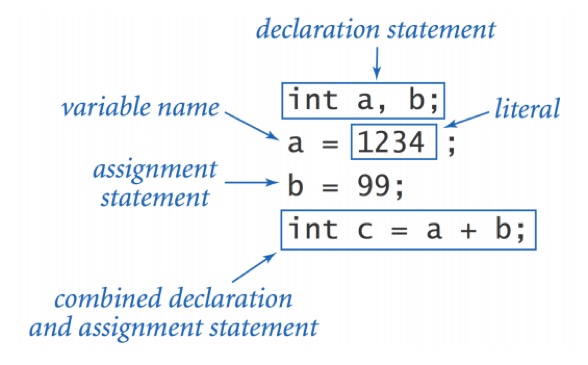 declaration statement
int a, b;
variable name
literal
a = 1234 ;
assignment
statement
b = 99;
int c = a + b;
combined declaration
and assignment statement